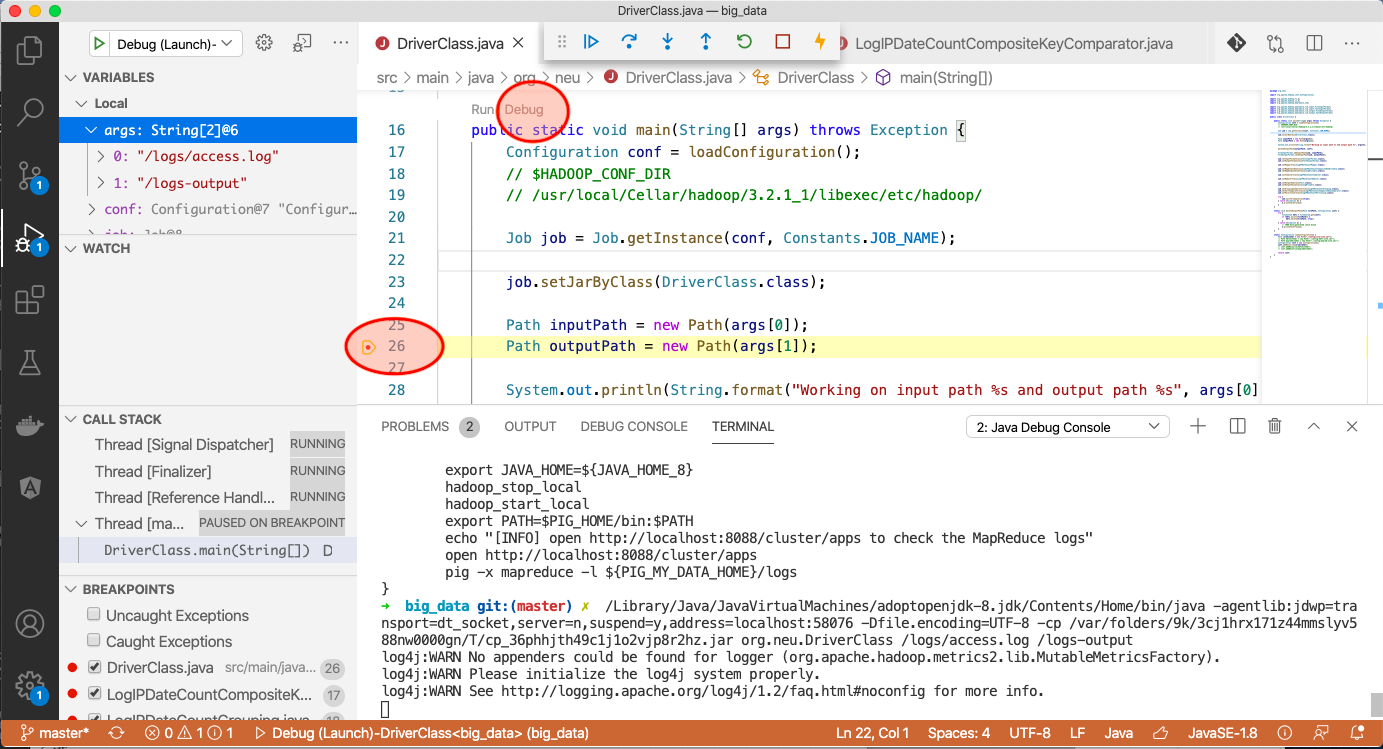 DriverClass.java — big_data
Debug (Launch)-
DriverClass.java
LogIPDateCountCompositeKeyComparator.java
src > main > java > org > neu > DriverClass.java > DriverClass > main(String[])
VARIABLES
Local
args: String[2]@6
0: "/logs/access.log"
1: "/logs-output"
conf: Configuration@7 "Configur...
job: Job@8
WATCH
CALL STACK
Thread [Signal Dispatcher] RUNNING
Thread [Finalizer] RUNNING
Thread [Reference Handl... RUNNING
Thread [ma... PAUSED ON BREAKPOINT
DriverClass.main(String[]) D
BREAKPOINTS
Uncaught Exceptions
Caught Exceptions
DriverClass.java src/main/java... 26
LogIPDateCountCompositeK... 17
LogIPDateCountGrouping.java
1
1
1
15
Run | Debug
16 public static void main(String[] args) throws Exception {
17 Configuration conf = loadConfiguration();
18 // $HADOOP_CONF_DIR
19 // /usr/local/Cellar/hadoop/3.2.1_1/libexec/etc/hadoop/
20
21 Job job = Job.getInstance(conf, Constants.JOB_NAME);
22
23 job.setJarByClass(DriverClass.class);
24
25 Path inputPath = new Path(args[0]);
26 Path outputPath = new Path(args[1]);
27
28 System.out.println(String.format("Working on input path %s and output path %s", args[0]
PROBLEMS 2 OUTPUT DEBUG CONSOLE TERMINAL 2: Java Debug Console
export JAVA_HOME=${JAVA_HOME_8}
hadoop_stop_local
hadoop_start_local
export PATH=$PIG_HOME/bin:$PATH
echo "[INFO] open http://localhost:8088/cluster/apps to check the MapReduce logs"
open http://localhost:8088/cluster/apps
pig -x mapreduce -l ${PIG_MY_DATA_HOME}/logs
}
➜ big_data git:(master) ✗ /Library/Java/JavaVirtualMachines/adoptopenjdk-8.jdk/Contents/Home/bin/java -agentlib:jdwp=tra
nsport=dt_socket,server=n,suspend=y,address=localhost:58076 -Dfile.encoding=UTF-8 -cp /var/folders/9k/3cj1hrx171z44mmslyv5
88nw0000gn/T/cp_36phhjth49c1j1o2vjp8r2hz.jar org.neu.DriverClass /logs/access.log /logs-output
log4j:WARN No appenders could be found for logger (org.apache.hadoop.metrics2.lib.MutableMetricsFactory).
log4j:WARN Please initialize the log4j system properly.
log4j:WARN See http://logging.apache.org/log4j/1.2/faq.html#noconfig for more info.
master* 0 1 1 Debug (Launch)-DriverClass<big_data> (big_data) Ln 22, Col 1 Spaces: 4 UTF-8 LF Java JavaSE-1.8